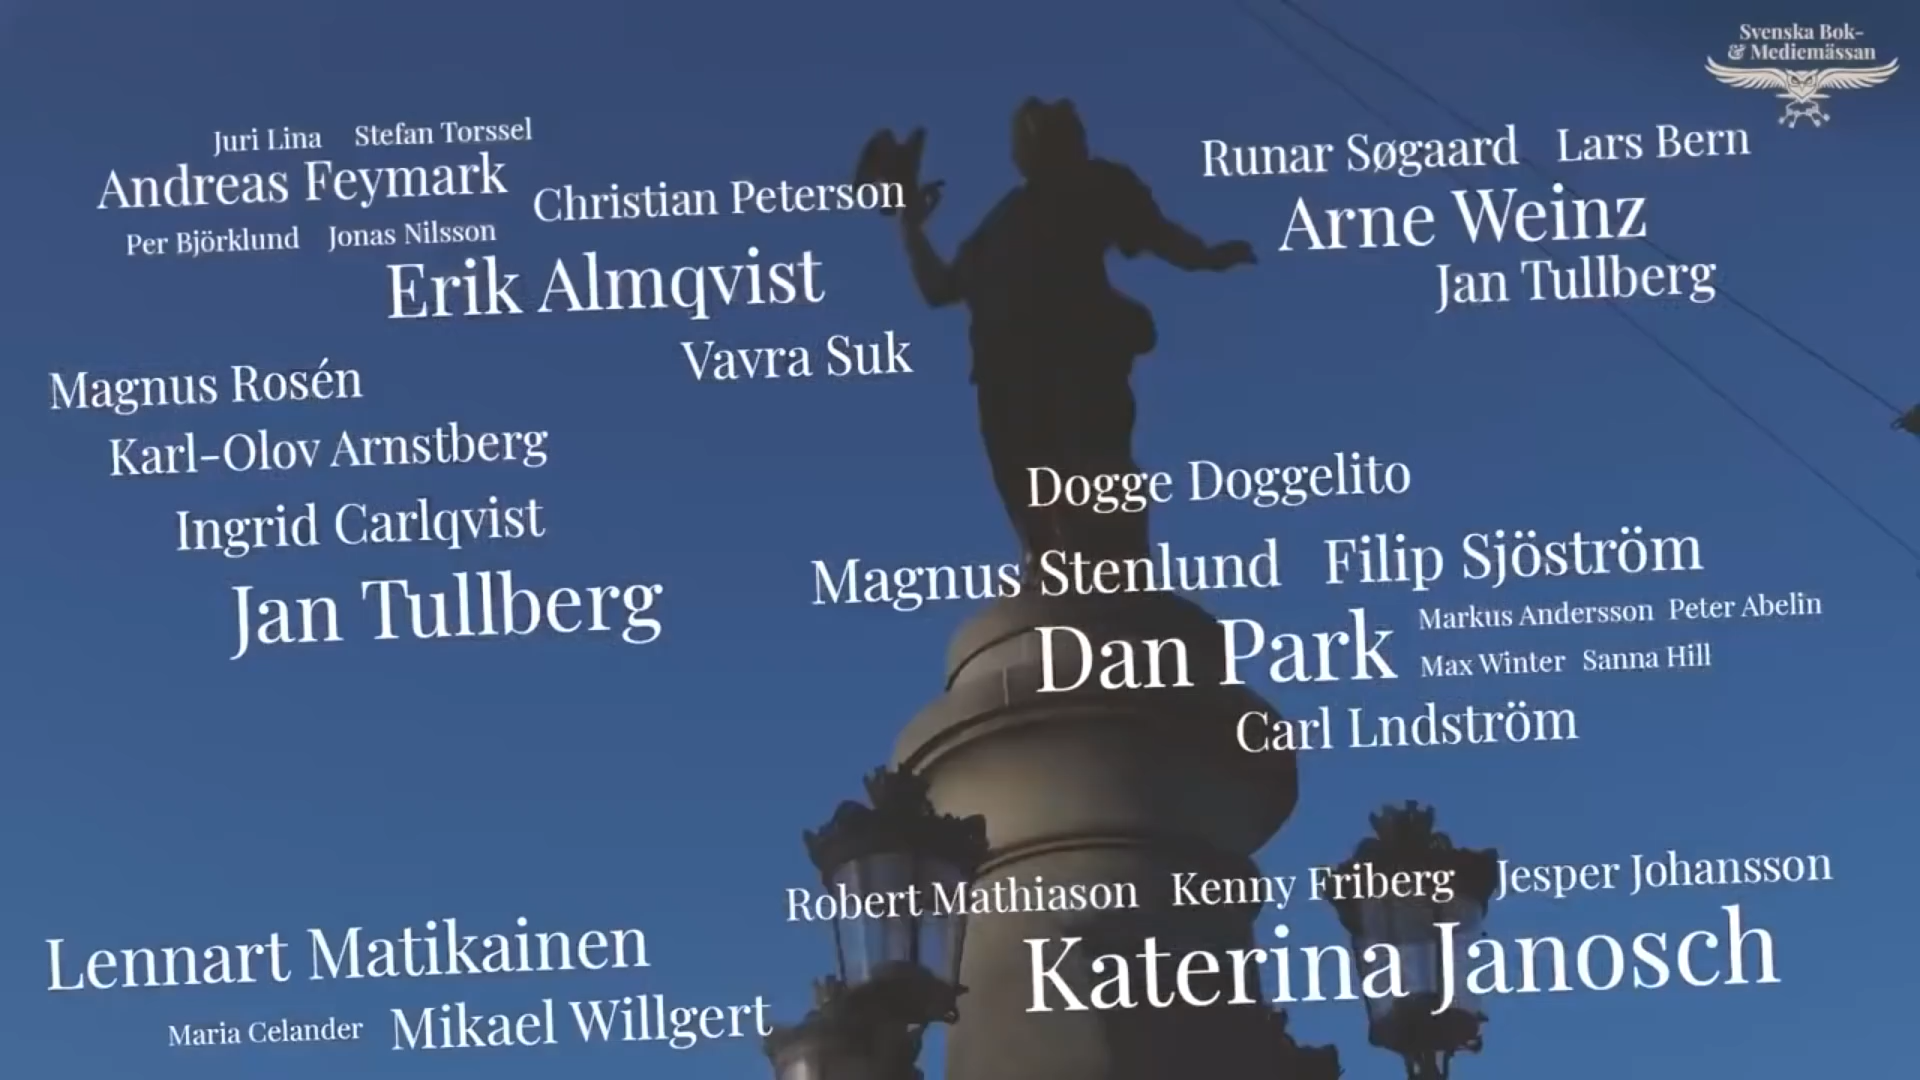 Svenska Bok-
& Mediemässan
Juri Lina Stefan Torssel
Andreas Feymark
Christian Peterson
Per Björklund Jonas Nilsson
Erik Almqvist
Vavra Suk
Runar Søgaard Lars Bern
Arne Weinz
Jan Tullberg
Magnus Rosén
Karl-Olov Arnstberg
Ingrid Carlqvist
Jan Tullberg
Dogge Doggelito
Magnus Stenlund Filip Sjöström
Dan Park
Markus Andersson Peter Abelin
Max Winter Sanna Hill
Carl Lndström
Lennart Matikainen
Maria Celander Mikael Willgert
Robert Mathiason Kenny Friberg Jesper Johansson
Katerina Janosch